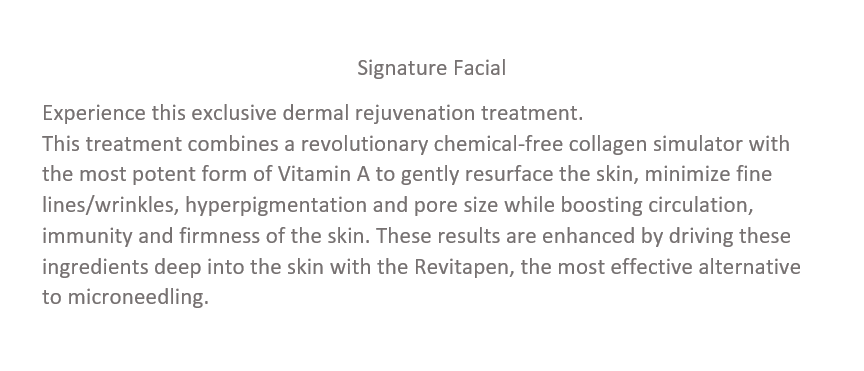 Signature Facial
Experience this exclusive dermal rejuvenation treatment.
This treatment combines a revolutionary chemical-free collagen simulator with
the most potent form of Vitamin A to gently resurface the skin, minimize fine
lines/wrinkles, hyperpigmentation and pore size while boosting circulation,
immunity and firmness of the skin. These results are enhanced by driving these
ingredients deep into the skin with the Revitapen, the most effective alternative
to microneedling.